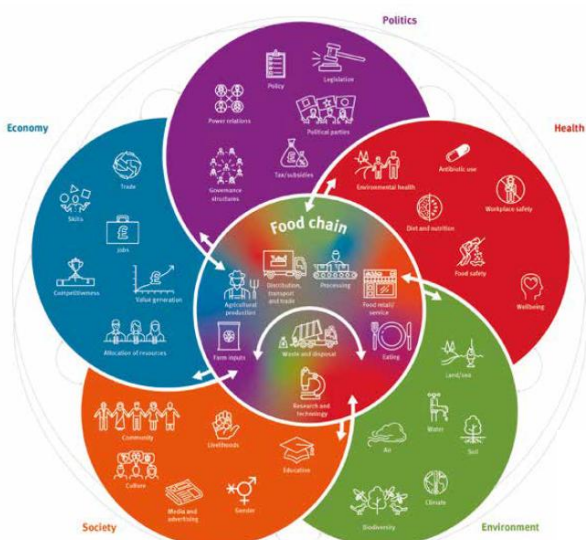 Politics
Legislation
Policy
Power relations
Political parties
Governance
structures
Tax/subsidies
Economy
Trade
Skills
Jobs
Competitiveness
Value generation
Allocation of resources
Health
Environmental health
Antibiotic use
Workplace safety
Diet and nutrition
Food safety
Wellbeing
Food chain
Agricultural
production
Distribution,
transport
and trade
Processing
Food retail/
service
Farm inputs
Waste and disposal
Eating
Research and
technology
Community
Livelihoods
Education
Culture
Media and
advertising
Gender
Society
Land/sea
Water
Soil
Air
Climate
Biodiversity
Environment